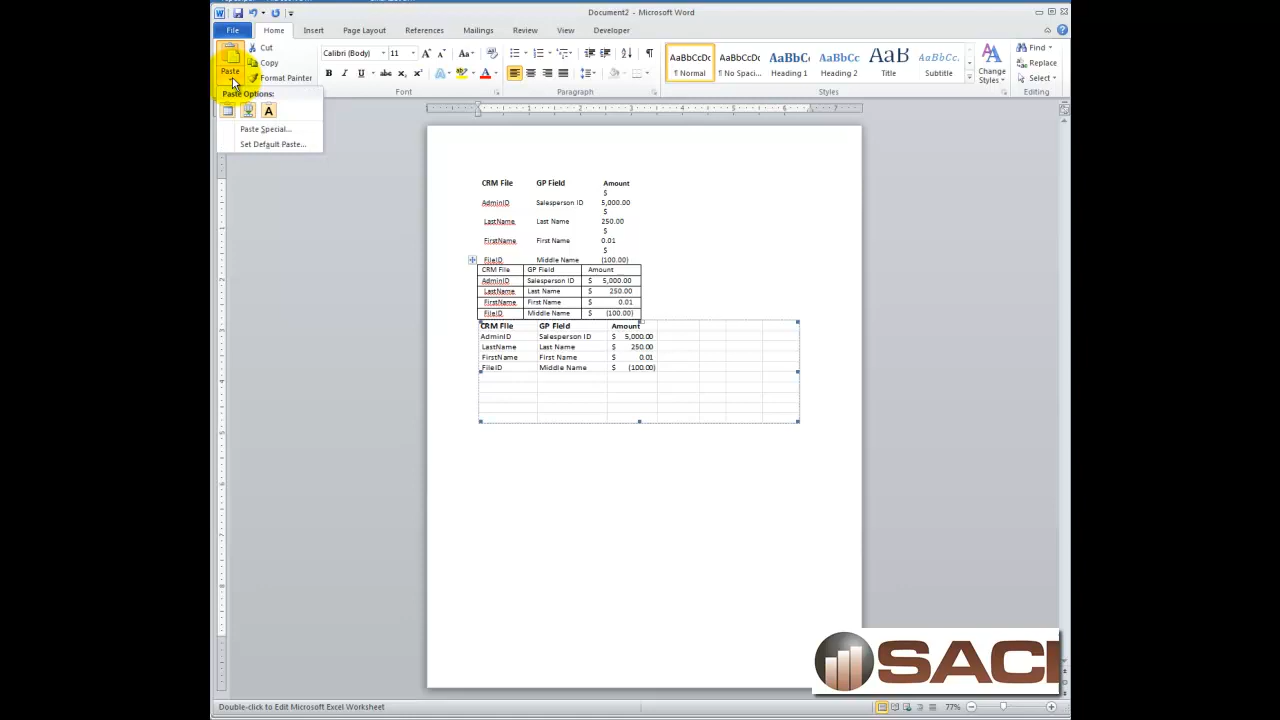 Document2 - Microsoft Word
File Home Insert Page Layout References Mailings Review View Developer
Cut
Copy
Format Painter
Paste
Calibri (Body) 11
Font
Paragraph
AaBbCcDc AaBbCcDc AaBbC AaBbCc AaBb AaBbCc.
¶ Normal ¶ No Spaci... Heading 1 Heading 2 Title Subtitle
Change Styles
Styles
Find
Replace
Select
Editing
Paste Options:
Paste Special...
Set Default Paste...
CRM File GP Field Amount
$
AdminID Salesperson ID 5,000.00
$
LastName Last Name 250.00
$
FirstName First Name 0.01
$
FileID Middle Name (100.00)
CRM File GP Field Amount
AdminID Salesperson ID $ 5,000.00
LastName Last Name $ 250.00
FirstName First Name $ 0.01
FileID Middle Name $ (100.00)
CRM File GP Field Amount
AdminID Salesperson ID $ 5,000.00
LastName Last Name $ 250.00
FirstName First Name $ 0.01
FileID Middle Name $ (100.00)
SACI
Double-click to Edit Microsoft Excel Worksheet
77%